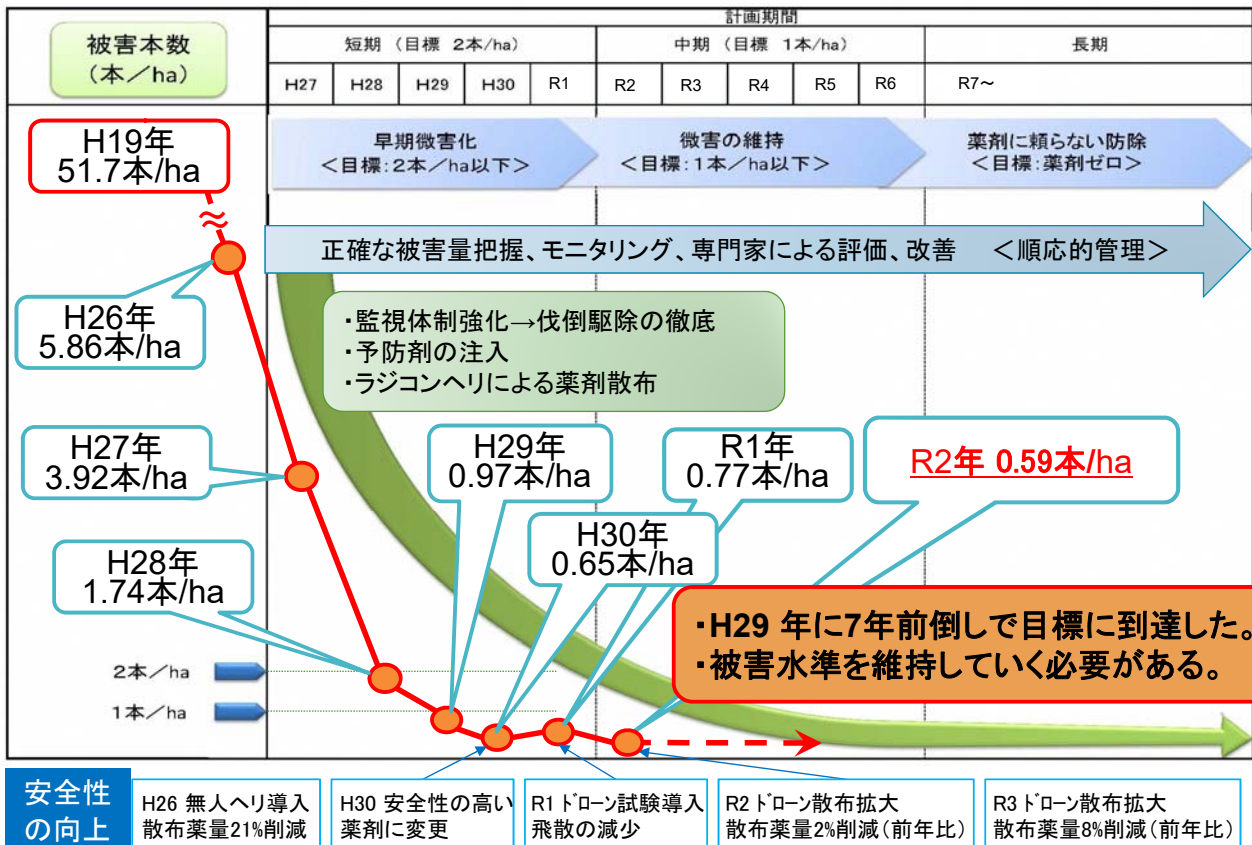 被害本数
（本／ha）
計画期間
短期（目標 2本/ha）
中期（目標 1本/ha）
長期
H27
H28
H29
H30
R1
R2
R3
R4
R5
R6
R7～
H19年
51.7本/ha
早期微害化
＜目標:2本／ha以下＞
微害の維持
＜目標:1本／ha以下＞
薬剤に頼らない防除
＜目標:薬剤ゼロ＞
正確な被害量把握、モニタリング、専門家による評価、改善　＜順応的管理＞
H26年
5.86本/ha
・監視体制強化→伐倒駆除の徹底
・予防剤の注入
・ラジコンヘリによる薬剤散布
H27年
3.92本/ha
H29年
0.97本/ha
R1年
0.77本/ha
R2年 0.59本/ha
H30年
0.65本/ha
H28年
1.74本/ha
・H29 年に7年前倒しで目標に到達した。
・被害水準を維持していく必要がある。
2本／ha
1本／ha
安全性
の向上
H26 無人ヘリ導入
散布薬量21%削減
H30 安全性の高い
薬剤に変更
R1 ドローン試験導入
飛散の減少
R2 ドローン散布拡大
散布薬量2%削減（前年比）
R3 ドローン散布拡大
散布薬量8%削減（前年比）